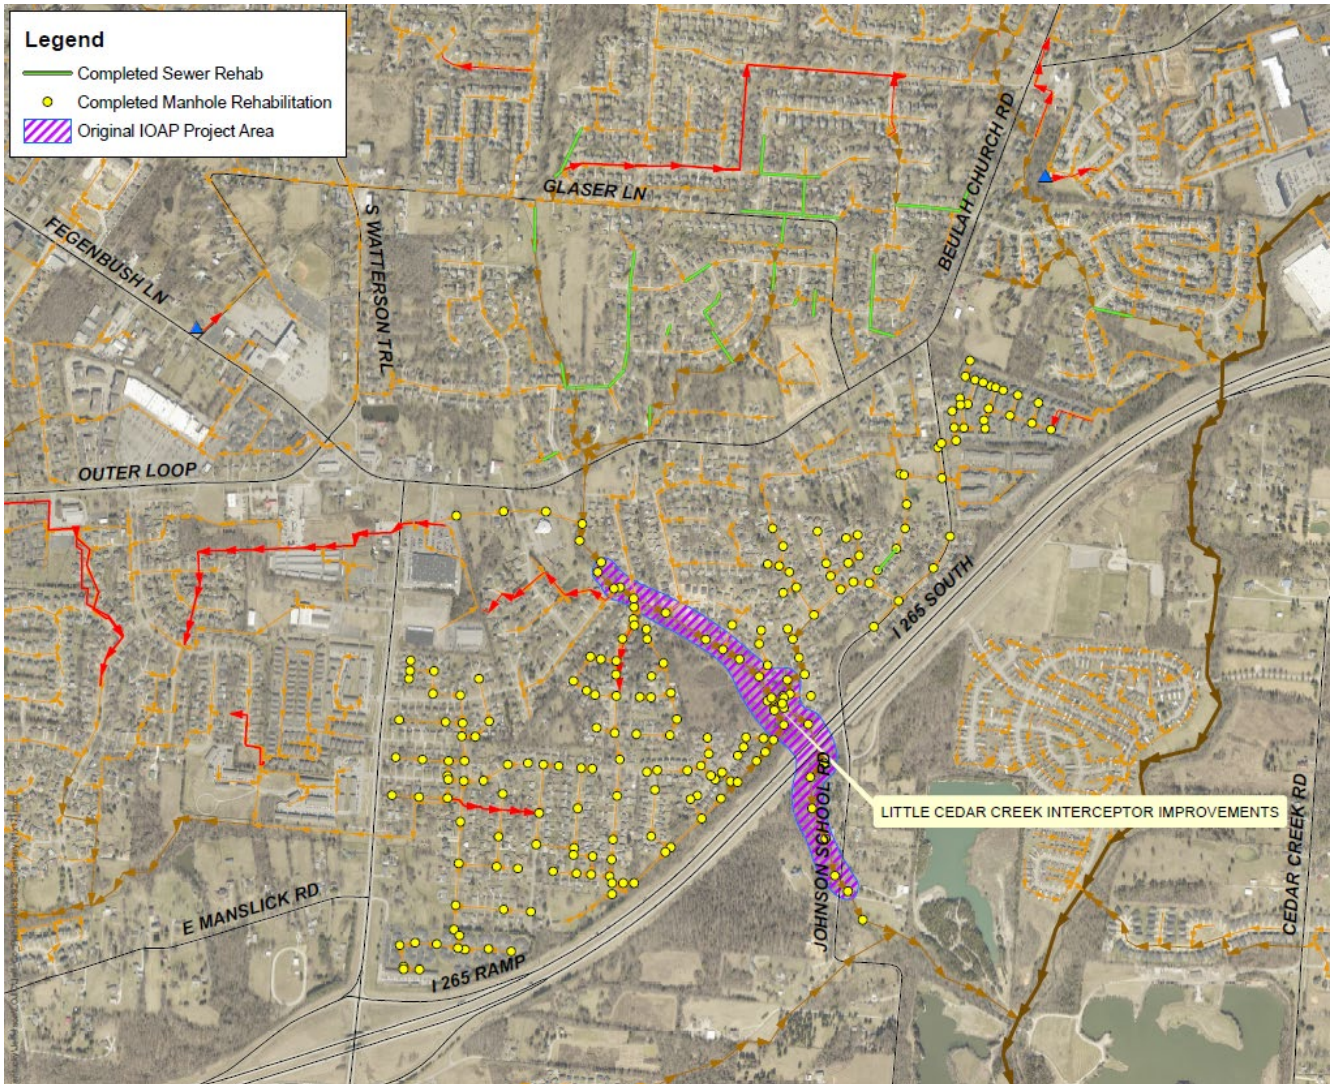 Legend
Completed Sewer Rehab
Completed Manhole Rehabilitation
Original IOAP Project Area
GLASER LN
BEULAH CHURCH RD
S WATTERSON TRL
FEGENBUSH LN
OUTER LOOP
I 265 SOUTH
LITTLE CEDAR CREEK INTERCEPTOR IMPROVEMENTS
JOHNSON SCHOOL RD
CEDAR CREEK RD
E MANSLICK RD
I 265 RAMP